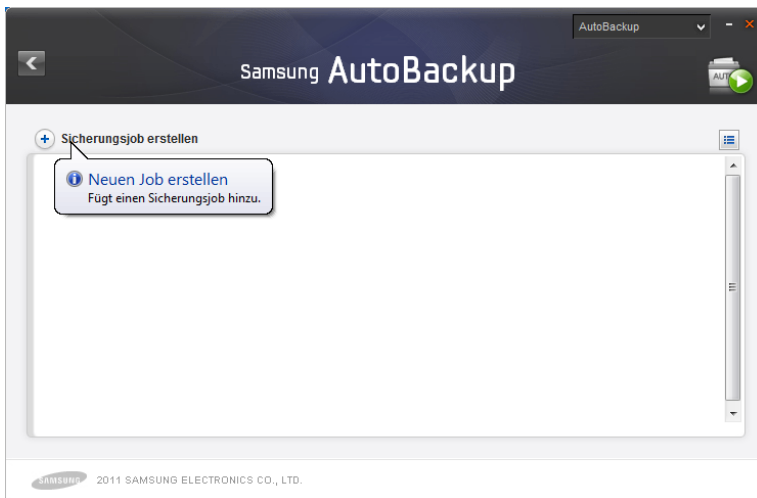 AutoBackup
Samsung AutoBackup
AUTO
Sicherungsjob erstellen
Neuen Job erstellen
Fügt einen Sicherungsjob hinzu.
SAMSUNG 2011 SAMSUNG ELECTRONICS CO., LTD.